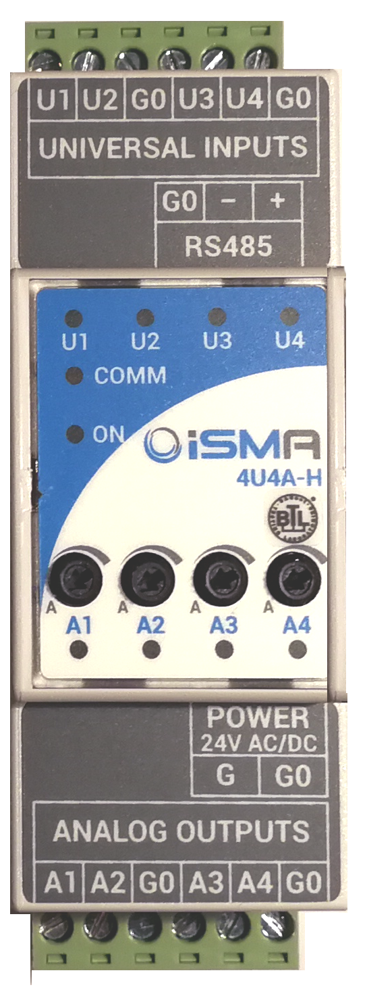 U1 U2 G0 U3 U4 G0
UNIVERSAL INPUTS
G0 - +
RS485
U1 U2 U3 U4
COMM
ON
iSMA
4U4A-H
BTL
A A A A
A1 A2 A3 A4
POWER
24V AC/DC
G G0
ANALOG OUTPUTS
A1 A2 G0 A3 A4 G0